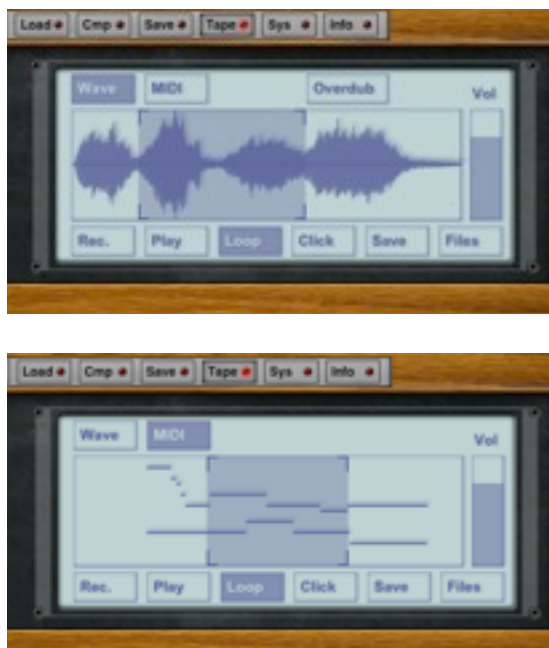 Load Cmp Save Tape Sys Info
Wave MIDI Overdub Vol
Rec. Play Loop Click Save Files
Load Cmp Save Tape Sys Info
Wave MIDI Vol
Rec. Play Loop Click Save Files